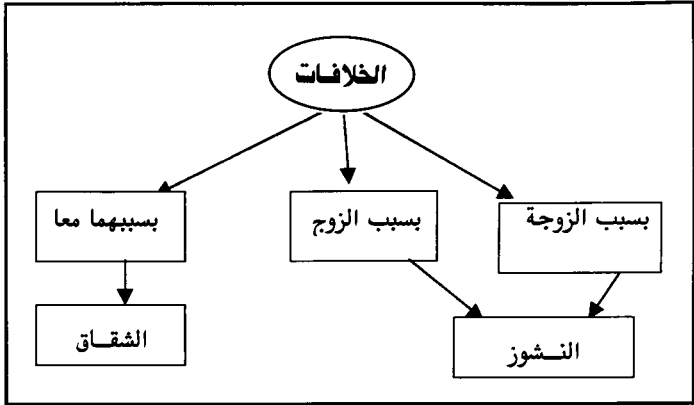 الخلافات
بسبب الزوجة
بسبب الزوج
بسببهما معا
النشوز
الشقاق